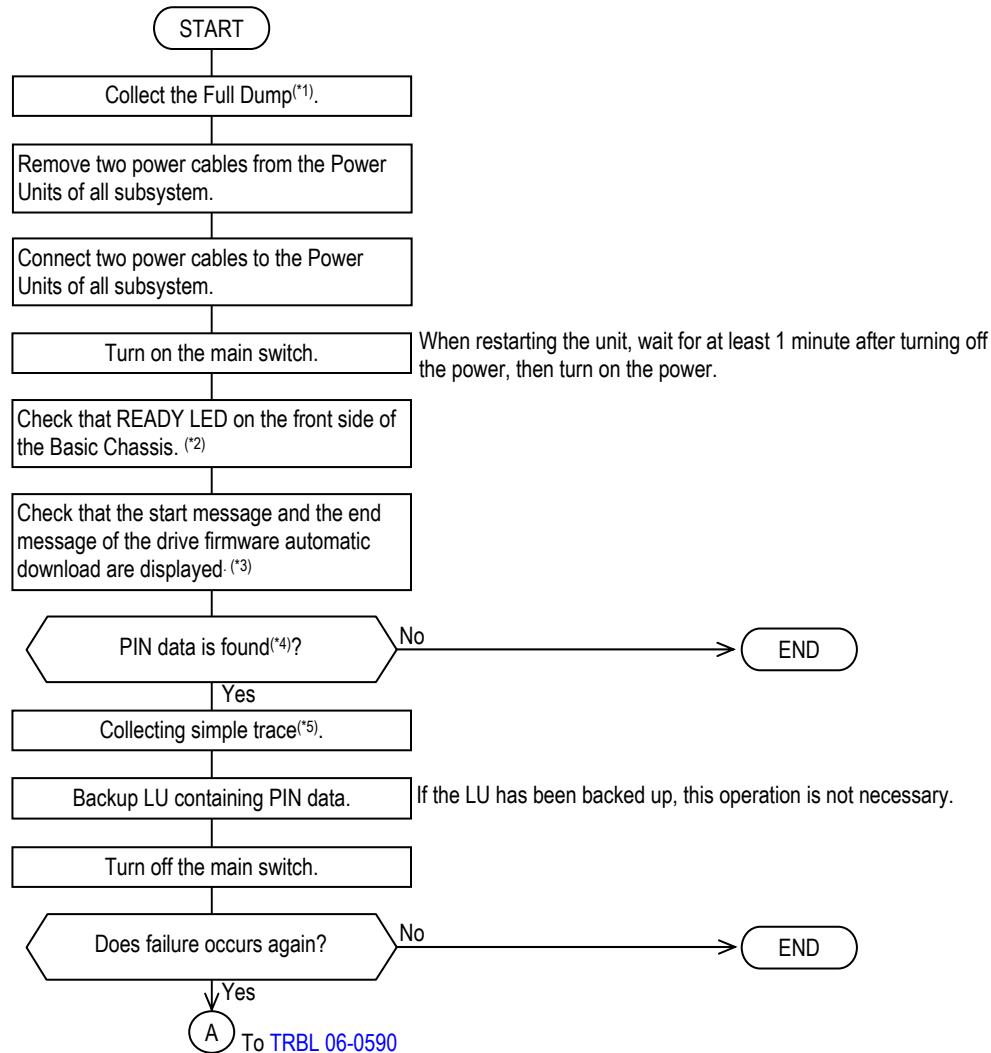 START
Collect the Full Dump(*1).
Remove two power cables from the Power
Units of all subsystem.
Connect two power cables to the Power
Units of all subsystem.
Turn on the main switch.
When restarting the unit, wait for at least 1 minute after turning off
the power, then turn on the power.
Check that READY LED on the front side of
the Basic Chassis. (*2)
Check that the start message and the end
message of the drive firmware automatic
download are displayed. (*3)
PIN data is found(*4)?
No
END
Yes
Collecting simple trace(*5).
Backup LU containing PIN data.
If the LU has been backed up, this operation is not necessary.
Turn off the main switch.
Does failure occurs again?
No
END
Yes
A
To TRBL 06-0590